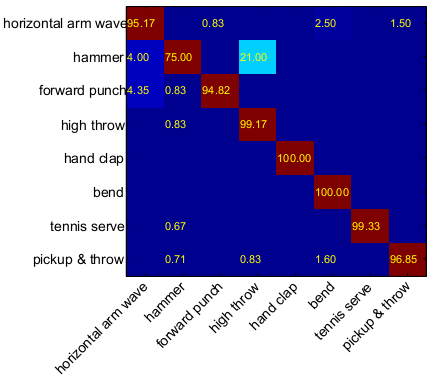 horizontal arm wave 95.17 0.83 2.50 1.50
hammer 4.00 75.00 21.00
forward punch 4.35 0.83 94.82
high throw 0.83 99.17
hand clap 100.00
bend 100.00
tennis serve 0.67 99.33
pickup & throw 0.71 0.83 1.60 96.85
horizontal arm wave
hammer
forward punch
high throw
hand clap
bend
tennis serve
pickup & throw